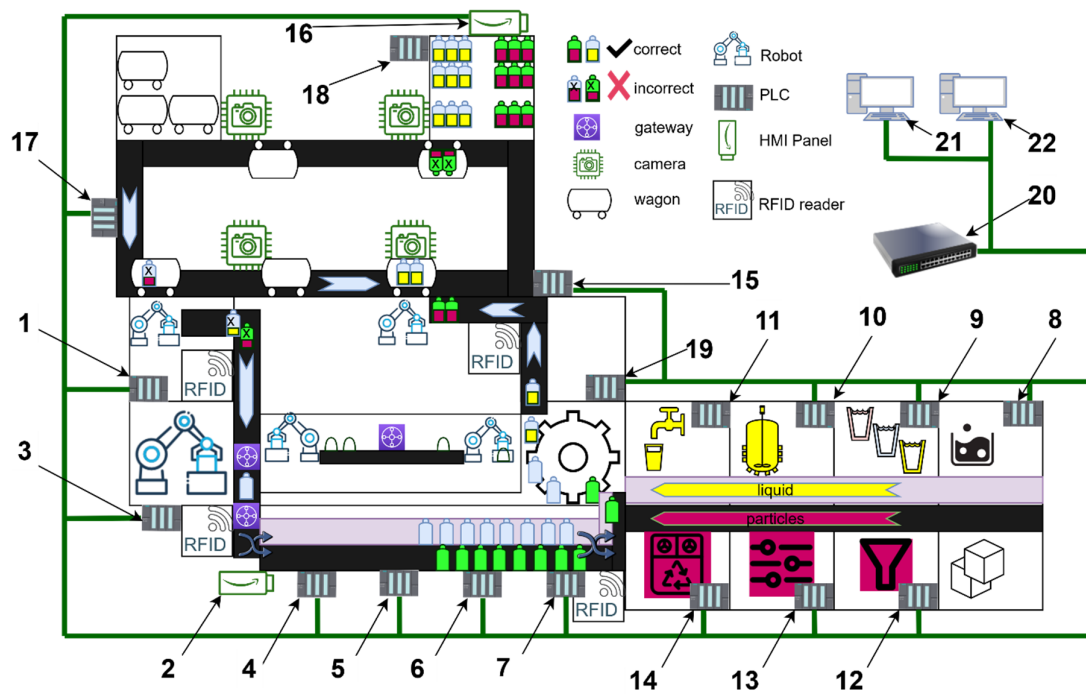 16
18
17
correct
incorrect
gateway
camera
wagon
Robot
PLC
HMI Panel
RFID
RFID reader
21
22
20
X
X X
X
15
1
X
X
RFID
RFID
19
11
10
9
8
3
RFID
liquid
particles
RFID
2
4
5
6
7
14
13
12